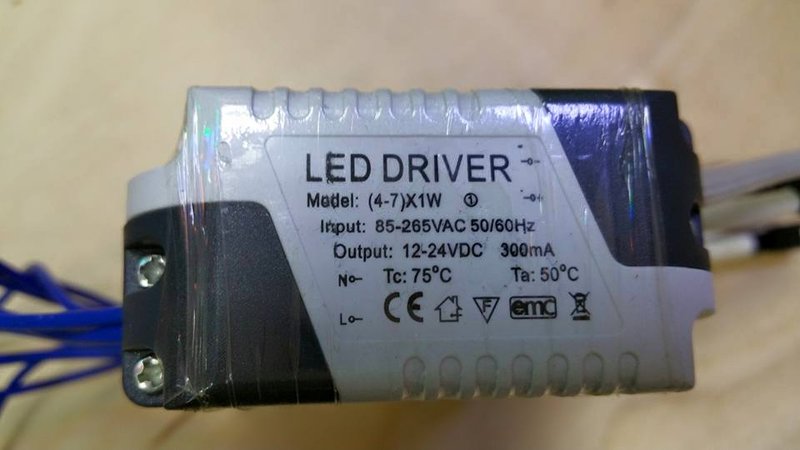 LED DRIVER
Model: (4-7)X1W ①
Input: 85-265VAC 50/60Hz
Output: 12-24VDC 300mA
N Tc: 75°C Ta: 50°C
L CE F emc